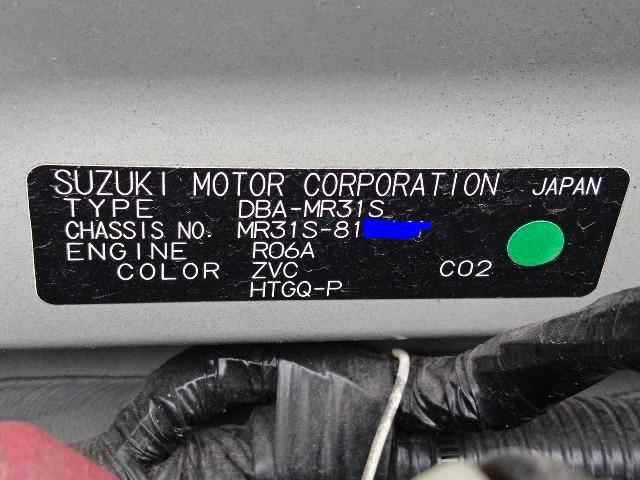 SUZUKI MOTOR CORPORATION JAPAN
TYPE DBA-MR31S
CHASSIS NO. MR31S-81
ENGINE R06A
COLOR ZVC C02
HTGQ-P